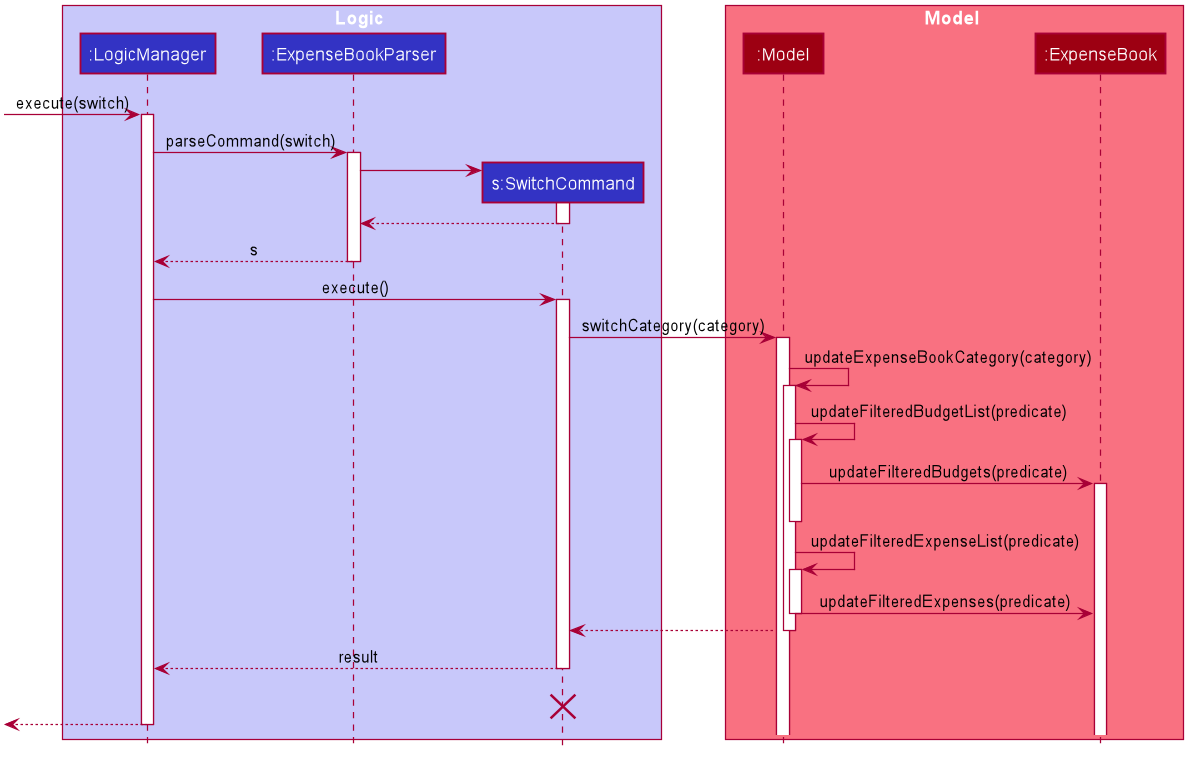 Logic
Model
:LogicManager
:ExpenseBookParser
:Model
:ExpenseBook
execute(switch)
parseCommand(switch)
s:SwitchCommand
s
execute()
switchCategory(category)
updateExpenseBookCategory(category)
updateFilteredBudgetList(predicate)
updateFilteredBudgets(predicate)
updateFilteredExpenseList(predicate)
updateFilteredExpenses(predicate)
result